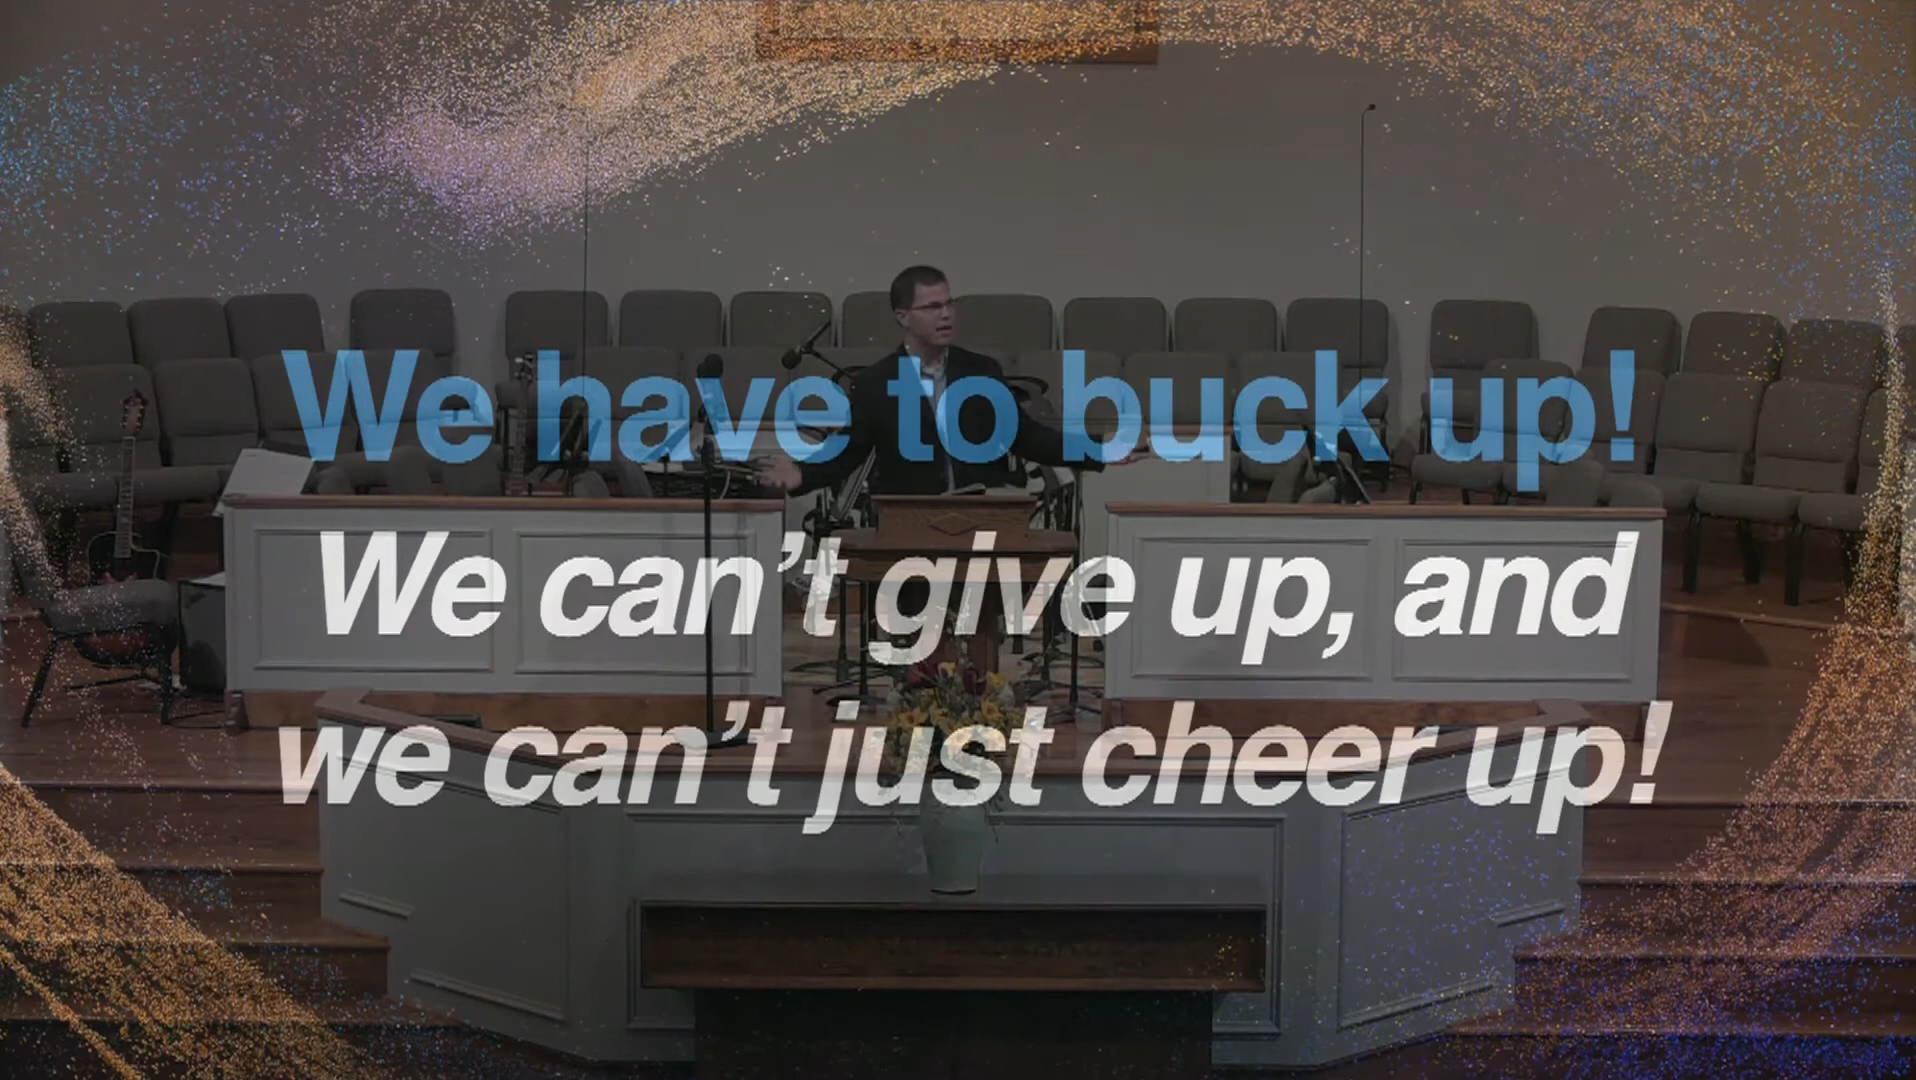 We have to buck up!
We can't give up, and
we can't just cheer up!